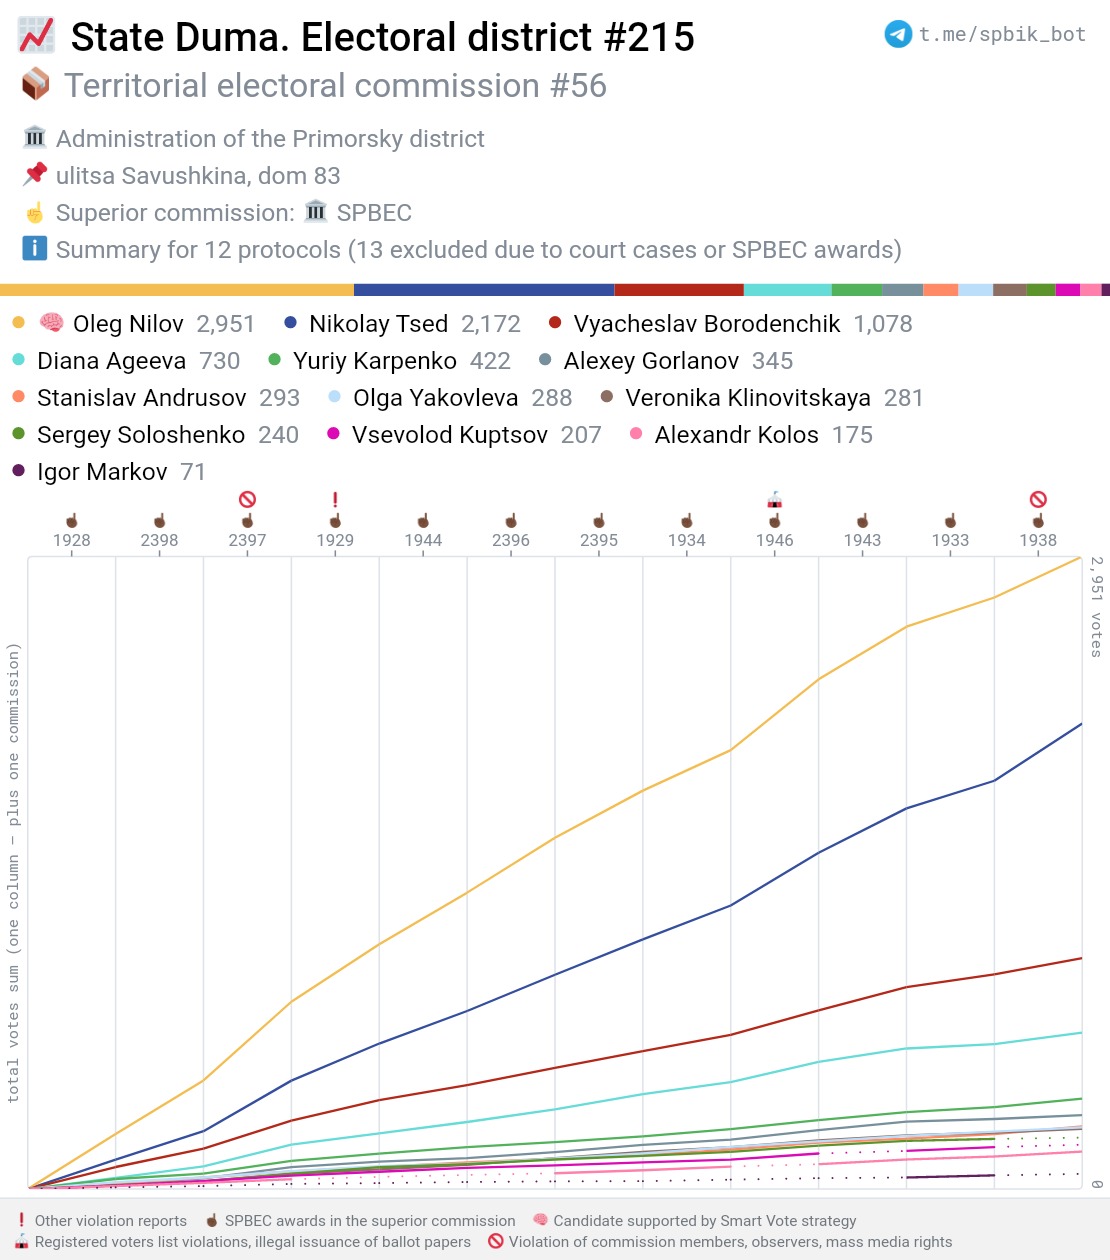 State Duma. Electoral district #215
t.me/spbik_bot
Territorial electoral commission #56
Administration of the Primorsky district
ulitsa Savushkina, dom 83
Superior commission: SPBEC
Summary for 12 protocols (13 excluded due to court cases or SPBEC awards)
Oleg Nilov 2,951 Nikolay Tsed 2,172 Vyacheslav Borodenchik 1,078
Diana Ageeva 730 Yuriy Karpenko 422 Alexey Gorlanov 345
Stanislav Andrusov 293 Olga Yakovleva 288 Veronika Klinovitskaya 281
Sergey Soloshenko 240 Vsevolod Kuptsov 207 Alexandr Kolos 175
Igor Markov 71
1928 2398 2397 1929 1944 2396 2395 1934 1946 1943 1933 1938
total votes sum (one column – plus one commission)
2,951 votes
0
Other violation reports SPBEC awards in the superior commission Candidate supported by Smart Vote strategy
Registered voters list violations, illegal issuance of ballot papers Violation of commission members, observers, mass media rights